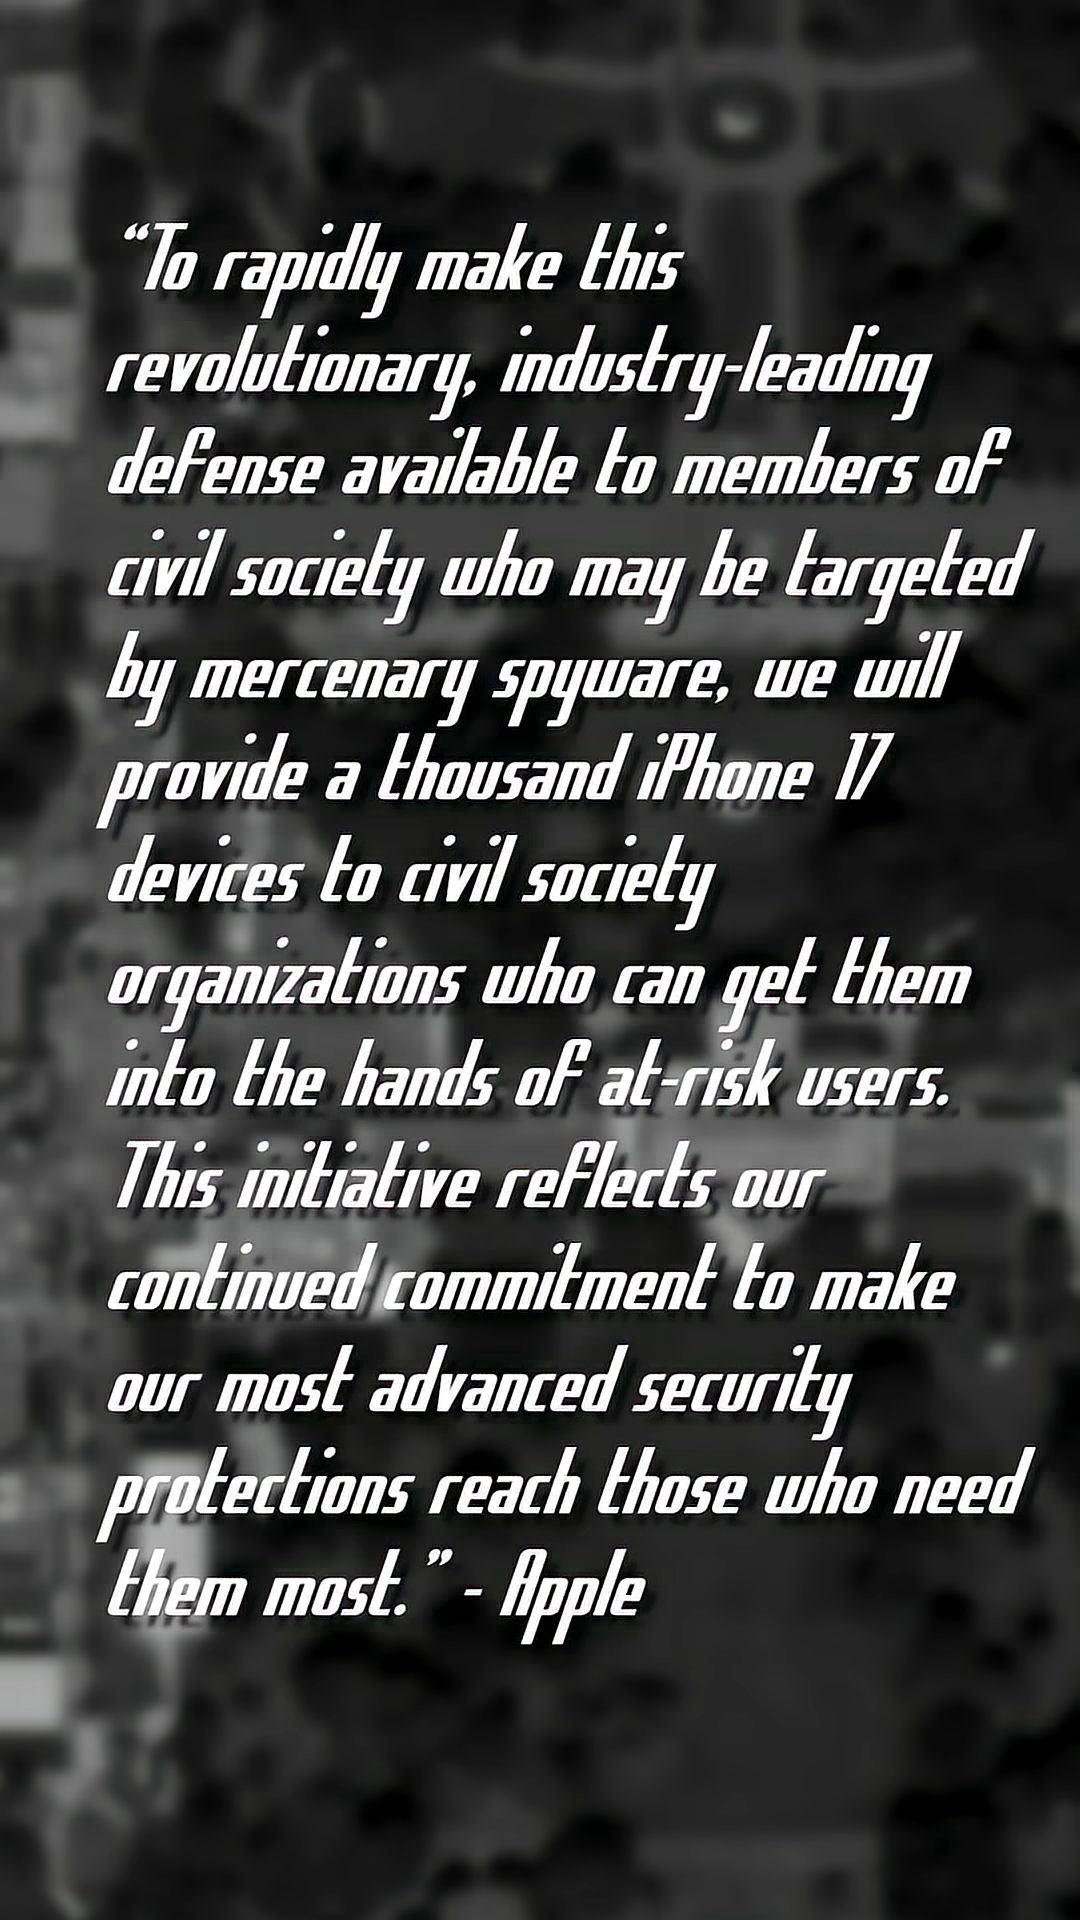 “To rapidly make this
revolutionary, industry-leading
defense available to members of
civil society who may be targeted
by mercenary spyware, we will
provide a thousand iPhone 17
devices to civil society
organizations who can get them
into the hands of at-risk users.
This initiative reflects our
continued commitment to make
our most advanced security
protections reach those who need
them most.” - Apple